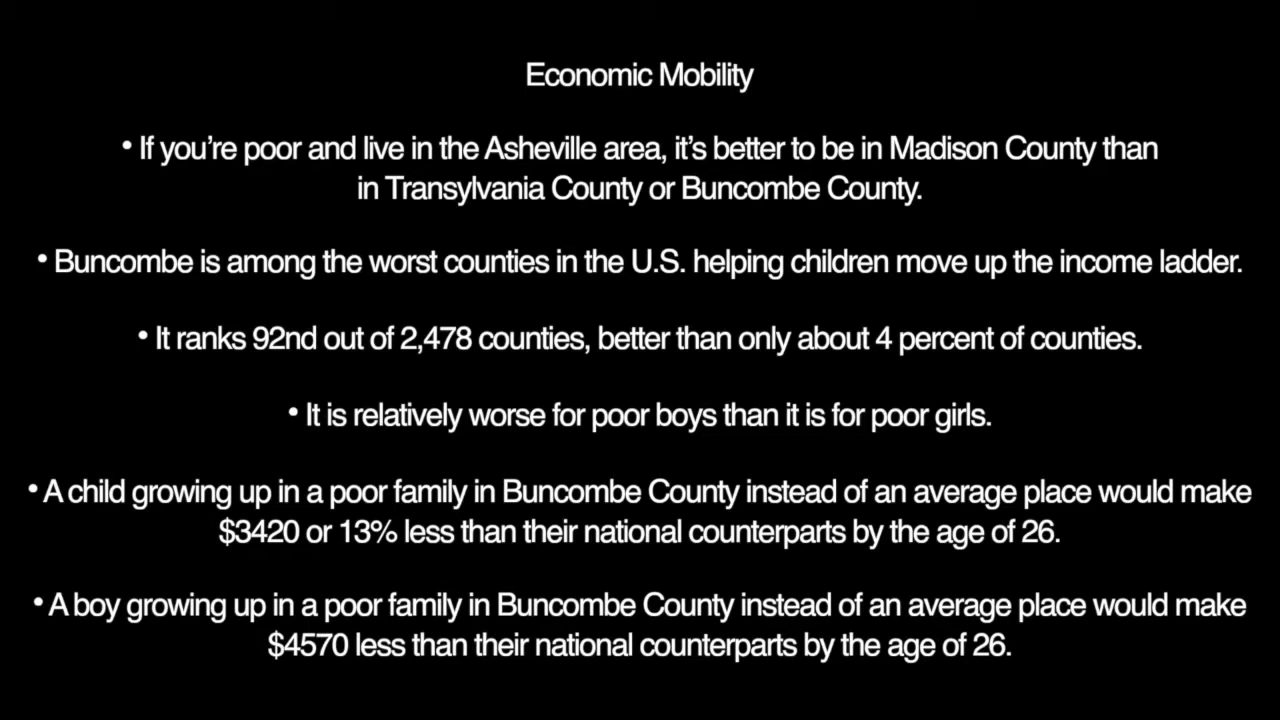 Economic Mobility
• If you’re poor and live in the Asheville area, it’s better to be in Madison County than
in Transylvania County or Buncombe County.
• Buncombe is among the worst counties in the U.S. helping children move up the income ladder.
• It ranks 92nd out of 2,478 counties, better than only about 4 percent of counties.
• It is relatively worse for poor boys than it is for poor girls.
• A child growing up in a poor family in Buncombe County instead of an average place would make
$3420 or 13% less than their national counterparts by the age of 26.
• A boy growing up in a poor family in Buncombe County instead of an average place would make
$4570 less than their national counterparts by the age of 26.